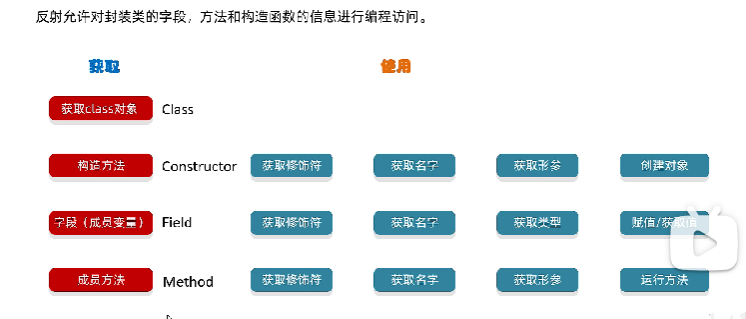 反射允许对封装类的字段，方法和构造函数的信息进行编程访问。
获取 使用
获取class对象 Class
构造方法 Constructor 获取修饰符 获取名字 获取形参 创建对象
字段（成员变量） Field 获取修饰符 获取名字 获取类型 赋值/获取值
成员方法 Method 获取修饰符 获取名字 获取形参 运行方法